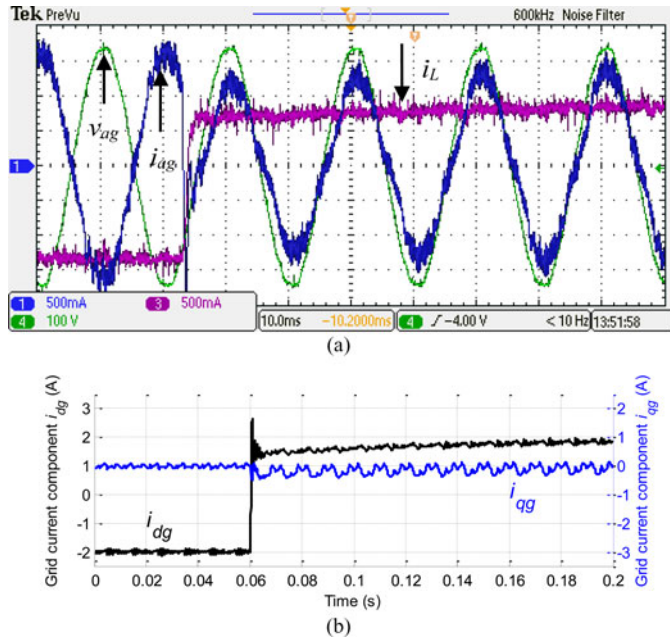 Tek PreVu 600kHz Noise Filter
v_ag
i_ag
i_L
1
1 500mA 3 500mA
4 100 V
10.0ms -10.2000ms
4 -4.00 V < 10 Hz 13:51:58
(a)
Grid current component i_dg (A)
3
2
1
0
-1
-2
i_dg
i_qg
2
1
0
-1
-2
-3
Grid current component i_qg (A)
0 0.02 0.04 0.06 0.08 0.1 0.12 0.14 0.16 0.18 0.2
Time (s)
(b)